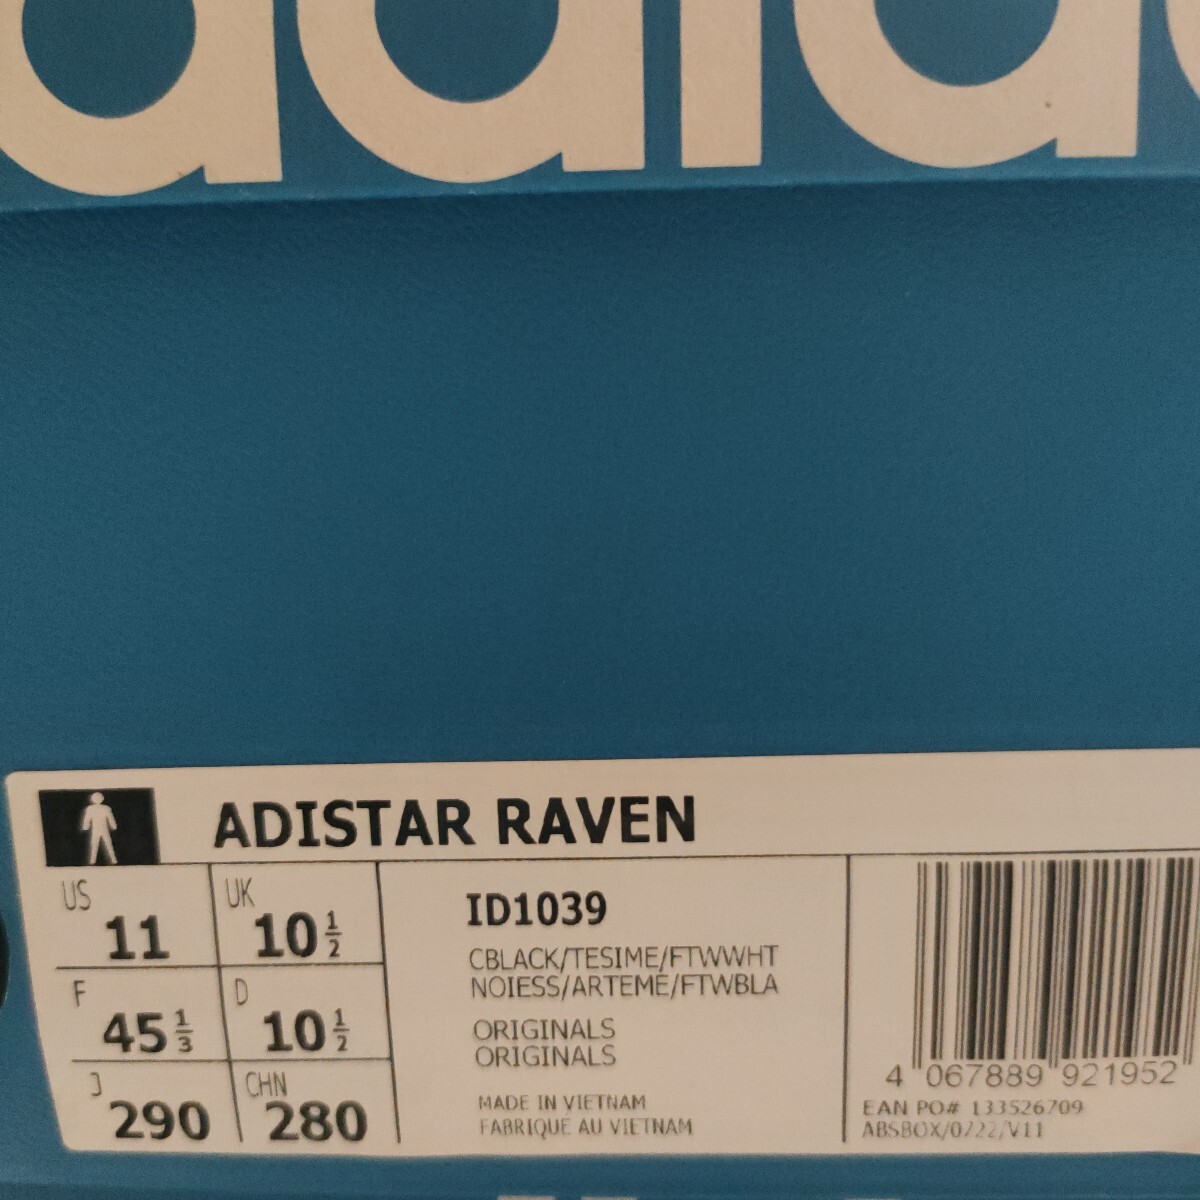 adidas
ADISTAR RAVEN
US 11 UK 10 1/2
F 45 1/3 D 10 1/2
J 290 CHN 280
ID1039
CBLACK/TESIME/FTWWHT
NOIESS/ARTEME/FTWBLA
ORIGINALS
ORIGINALS
MADE IN VIETNAM
FABRIQUE AU VIETNAM
4 067889 921952
EAN PO# 133526709
ABSBOX/0722/V11